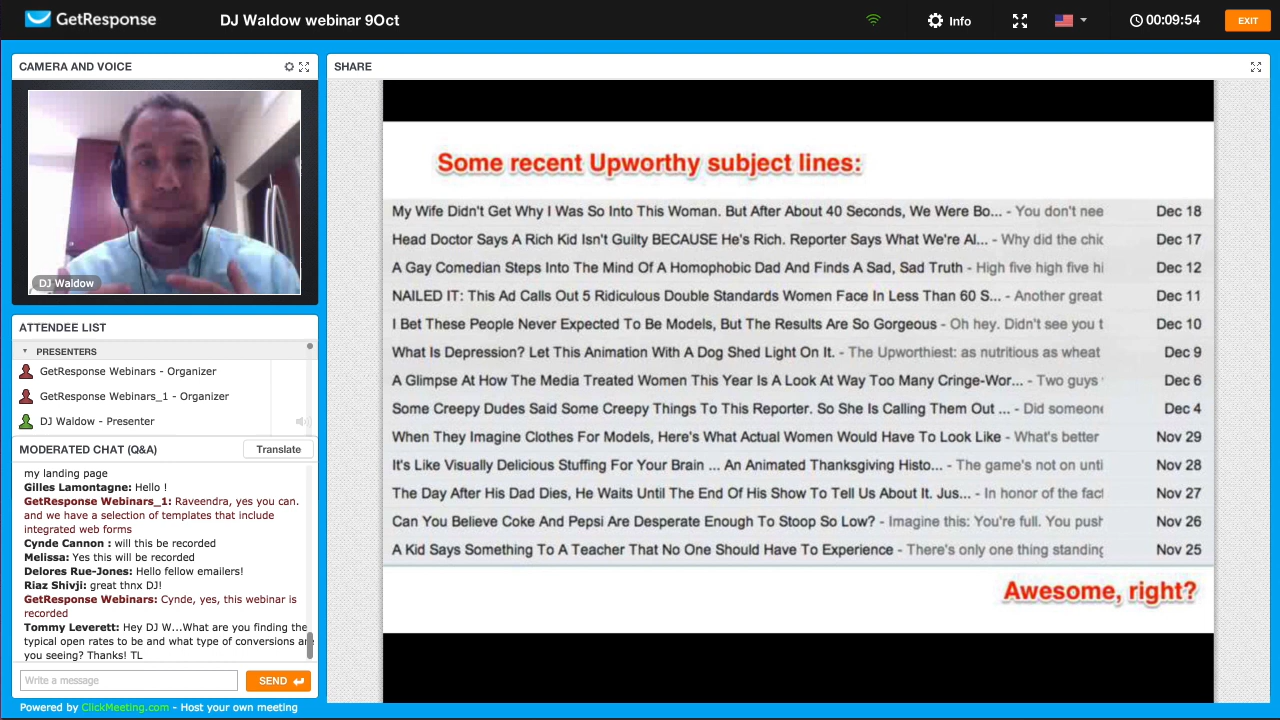 GetResponse
DJ Waldow webinar 9Oct
Info
00:09:54
EXIT
CAMERA AND VOICE
DJ Waldow
ATTENDEE LIST
PRESENTERS
GetResponse Webinars - Organizer
GetResponse Webinars_1 - Organizer
DJ Waldow - Presenter
MODERATED CHAT (Q&A)
Translate
my landing page
Gilles Lamontagne: Hello !
GetResponse Webinars_1: Raveendra, yes you can.
and we have a selection of templates that include
integrated web forms
Cynde Cannon : will this be recorded
Melissa: Yes this will be recorded
Delores Rue-Jones: Hello fellow emailers!
Riaz Shivji: great thnx DJ!
GetResponse Webinars: Cynde, yes, this webinar is
recorded
Tommy Leverett: Hey DJ W...What are you finding the
typical open rates to be and what type of conversions are
you seeing? Thanks! TL
Write a message
SEND
Powered by ClickMeeting.com - Host your own meeting
SHARE
Some recent Upworthy subject lines:
My Wife Didn't Get Why I Was So Into This Woman. But After About 40 Seconds, We Were Bo... - You don't nee Dec 18
Head Doctor Says A Rich Kid Isn't Guilty BECAUSE He's Rich. Reporter Says What We're Al... - Why did the chic Dec 17
A Gay Comedian Steps Into The Mind Of A Homophobic Dad And Finds A Sad, Sad Truth - High five high five hi Dec 12
NAILED IT: This Ad Calls Out 5 Ridiculous Double Standards Women Face In Less Than 60 S... - Another great Dec 11
I Bet These People Never Expected To Be Models, But The Results Are So Gorgeous - Oh hey. Didn't see you t Dec 10
What Is Depression? Let This Animation With A Dog Shed Light On It. - The Upworthiest: as nutritious as wheat Dec 9
A Glimpse At How The Media Treated Women This Year Is A Look At Way Too Many Cringe-Wor... - Two guys Dec 6
Some Creepy Dudes Said Some Creepy Things To This Reporter. So She Is Calling Them Out ... - Did someone Dec 4
When They Imagine Clothes For Models, Here's What Actual Women Would Have To Look Like - What's better Nov 29
It's Like Visually Delicious Stuffing For Your Brain ... An Animated Thanksgiving Histo... - The game's not on unti Nov 28
The Day After His Dad Dies, He Waits Until The End Of His Show To Tell Us About It. Jus... - In honor of the fact Nov 27
Can You Believe Coke And Pepsi Are Desperate Enough To Stoop So Low? - Imagine this: You're full. You push Nov 26
A Kid Says Something To A Teacher That No One Should Have To Experience - There's only one thing standing Nov 25
Awesome, right?